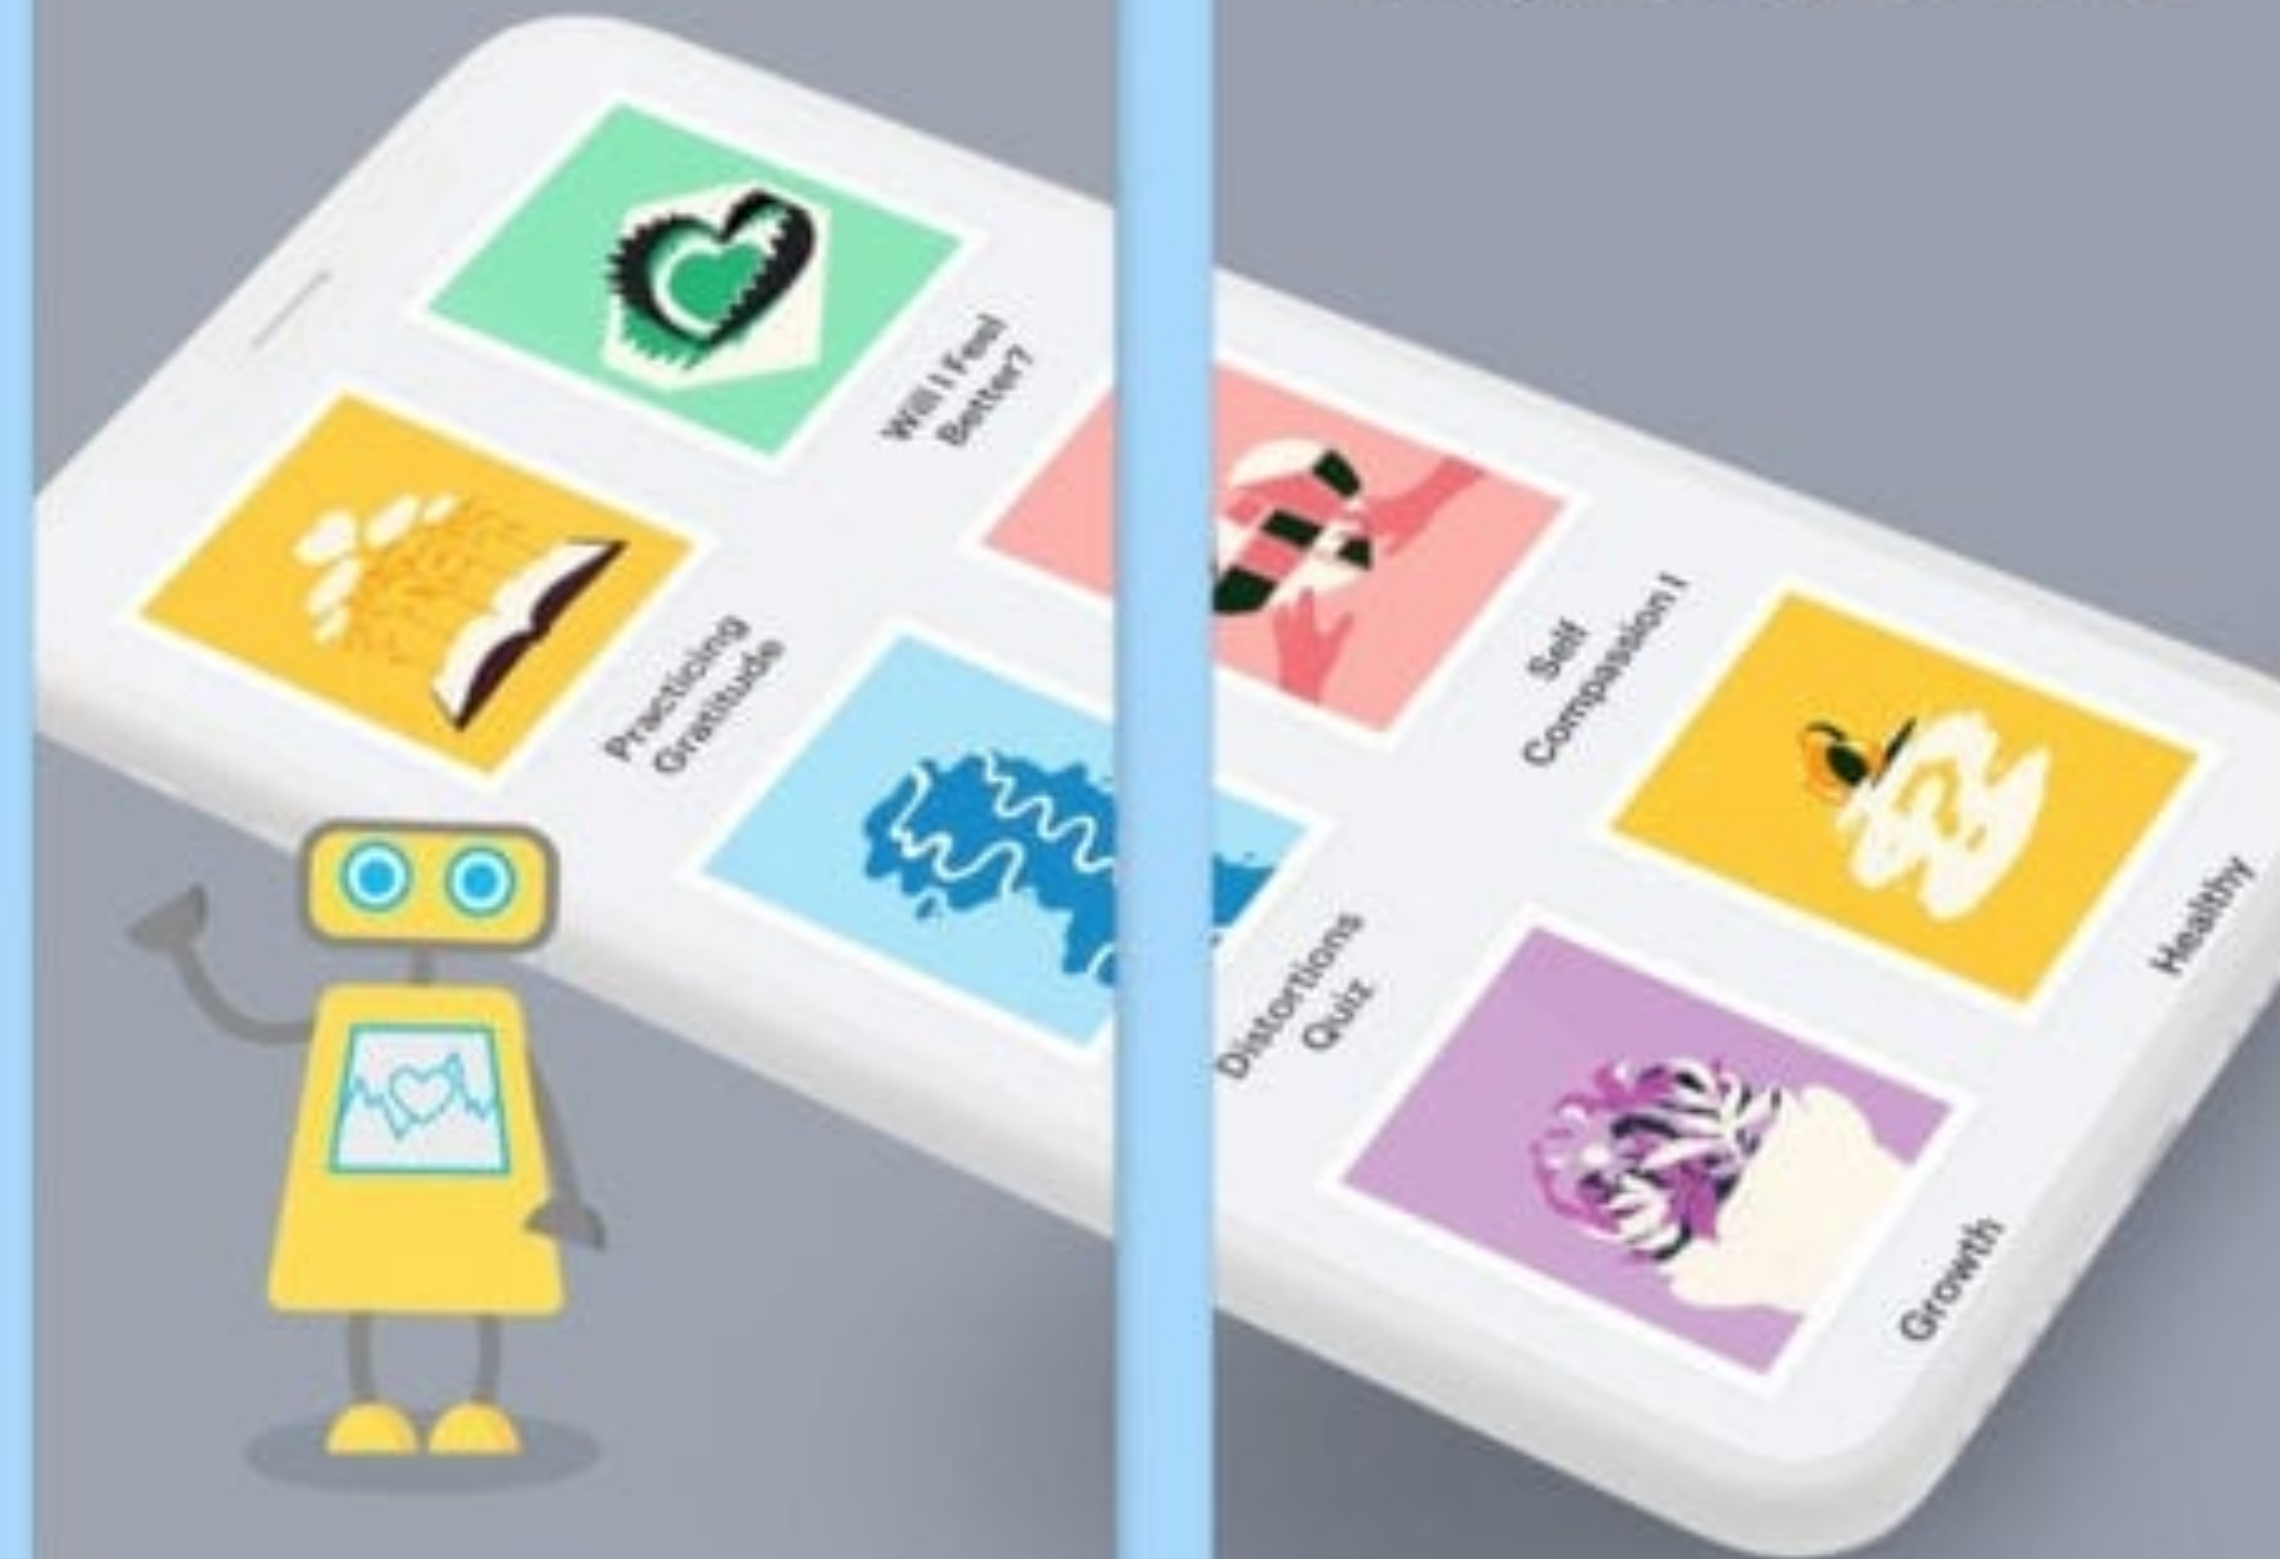 Will I Feel
Better?
Practicing
Gratitude
Self
Compassion I
Distortions
Quiz
Healthy
Growth